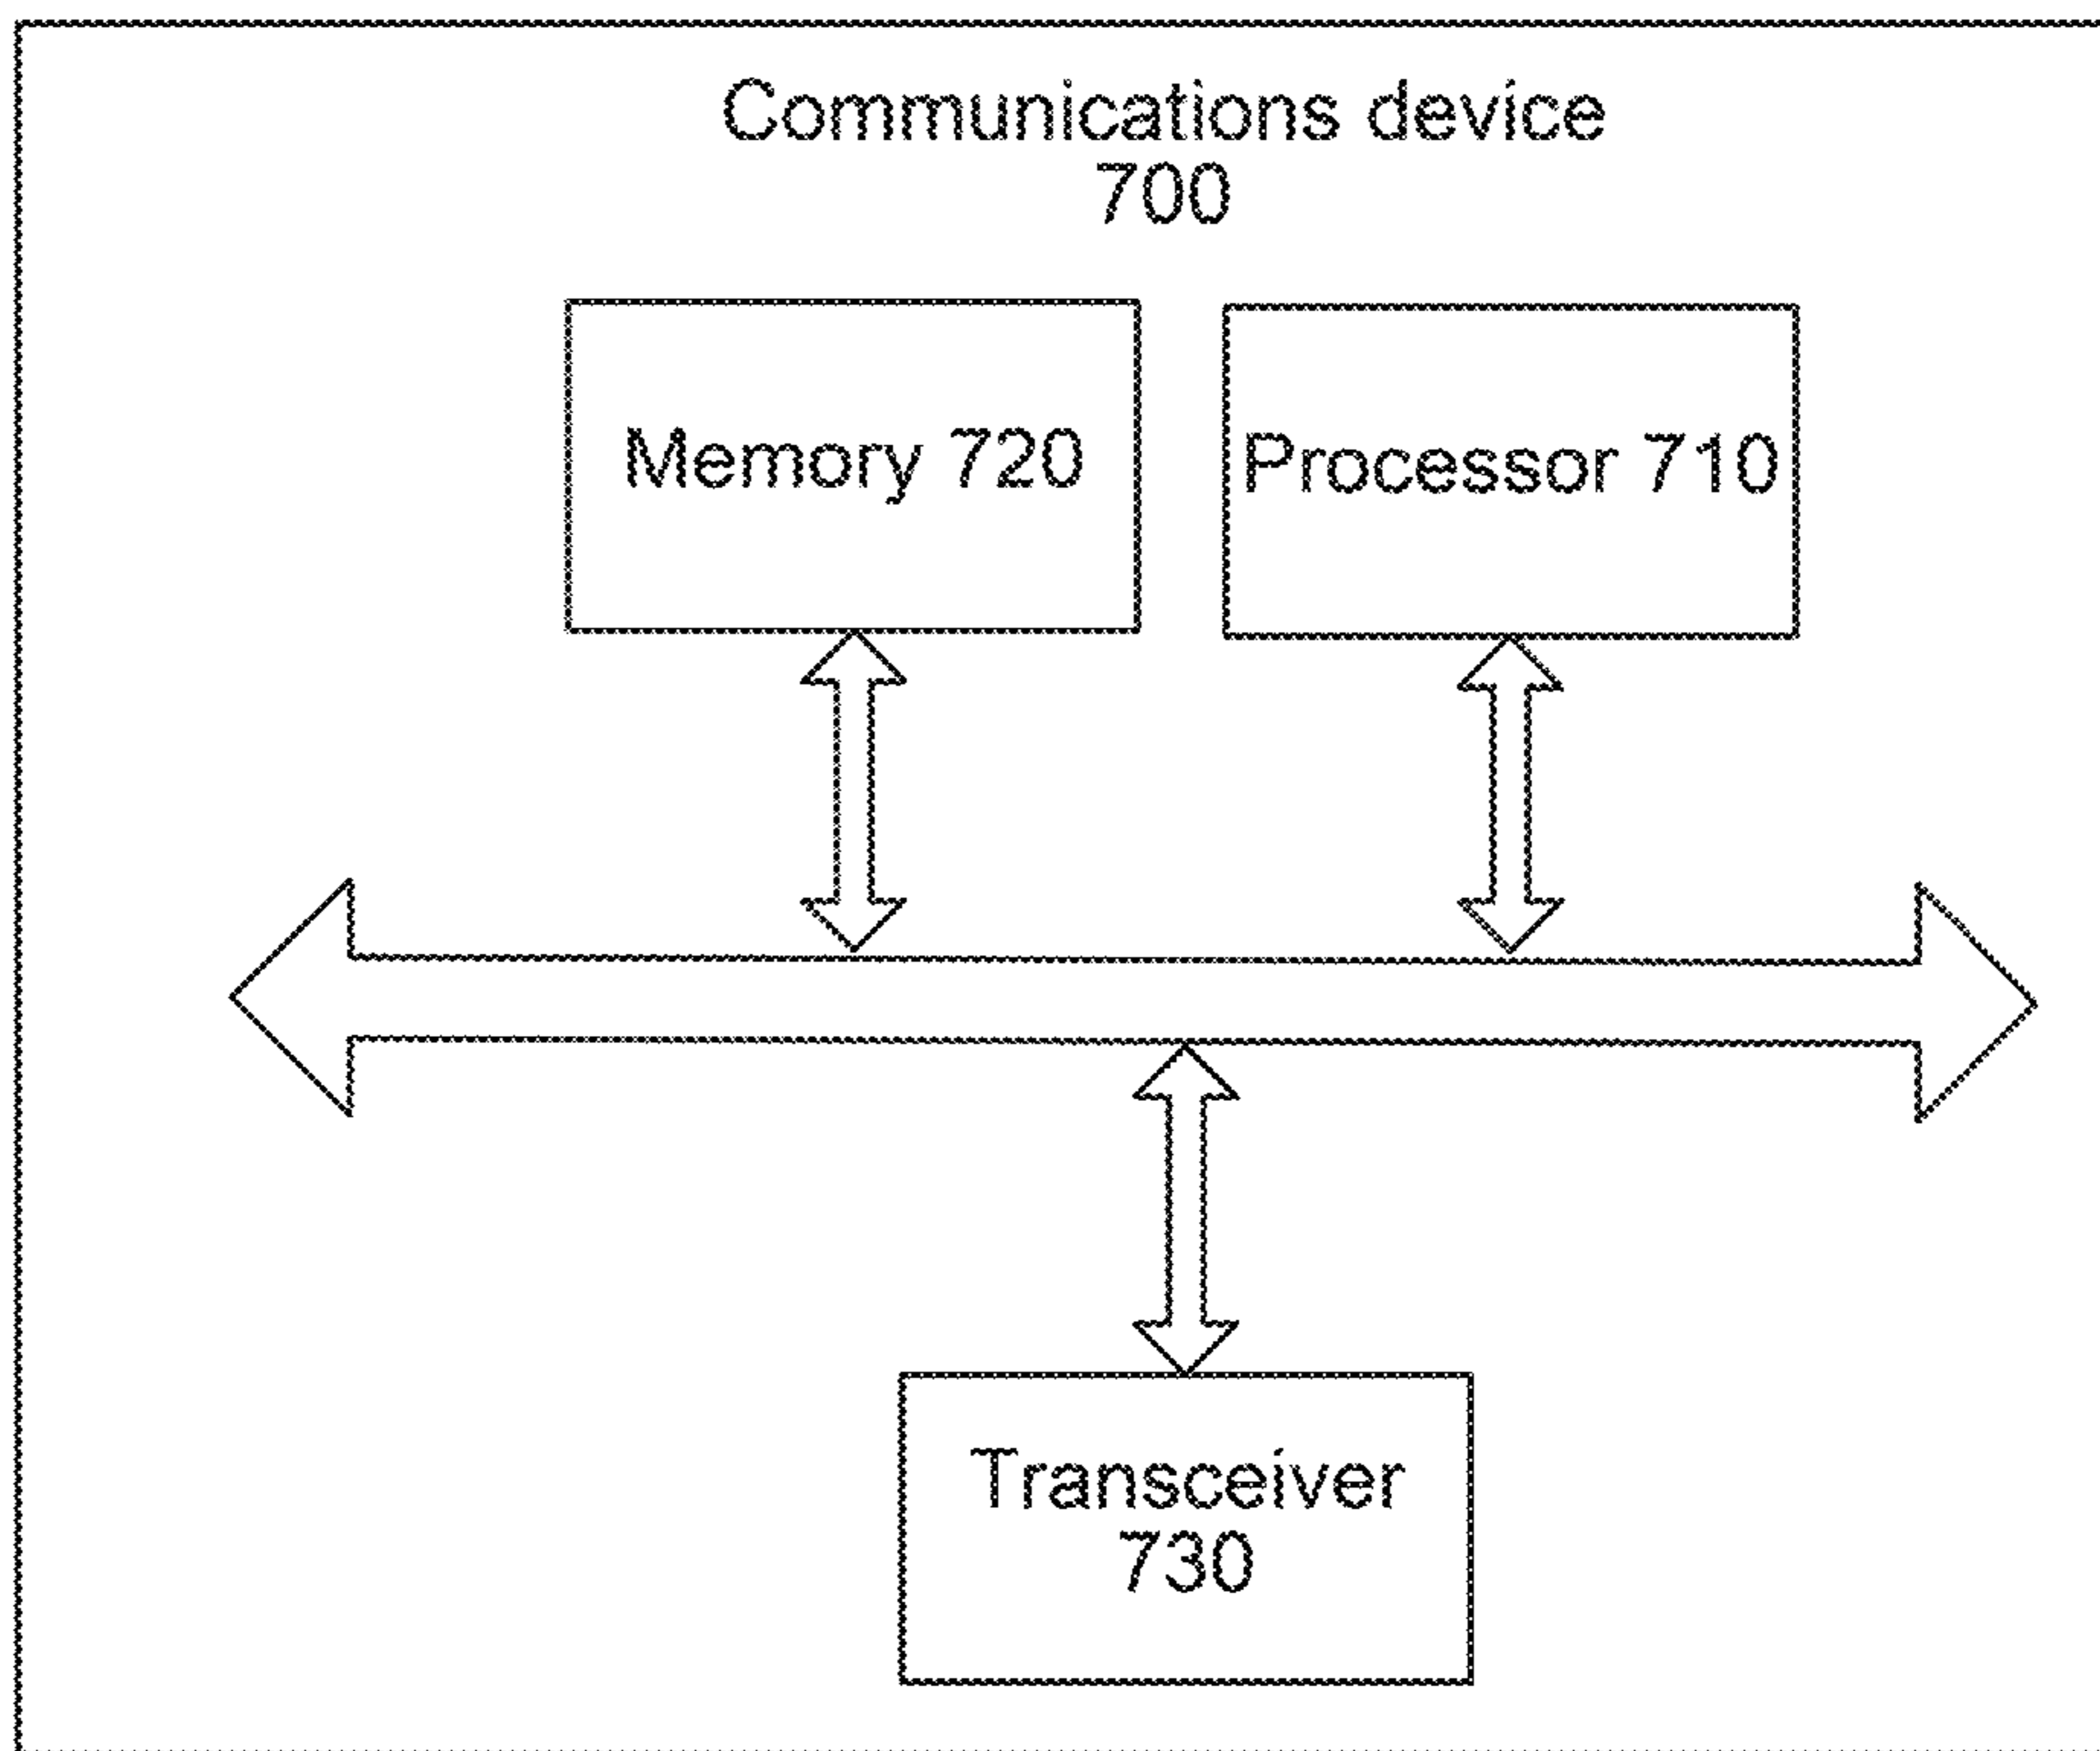 Communications device
700
Memory 720
Processor 710
Transceiver
730